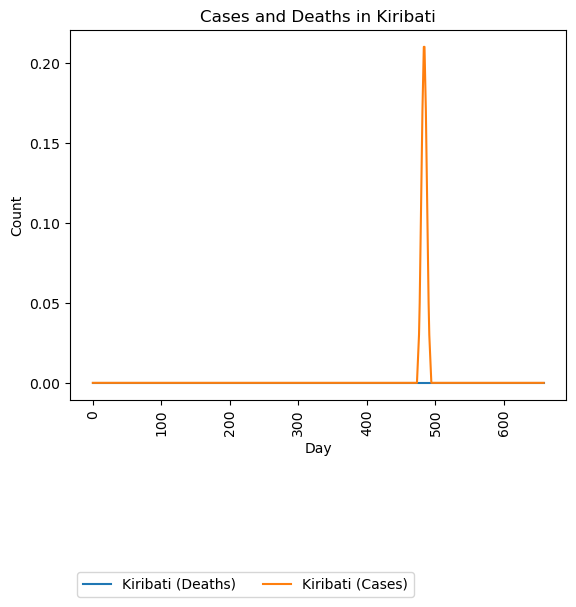 Cases and Deaths in Kiribati
0.20
0.15
0.10
0.05
0.00
Count
0 100 200 300 400 500 600
Day
Kiribati (Deaths) Kiribati (Cases)